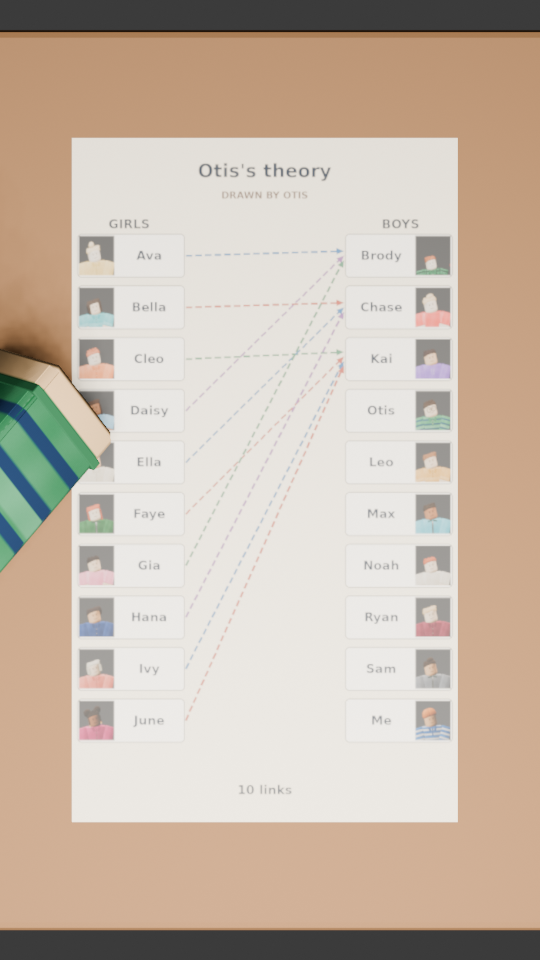 Otis's theory
DRAWN BY OTIS
GIRLS BOYS
Ava Brody
Bella Chase
Cleo Kai
Daisy Otis
Ella Leo
Faye Max
Gia Noah
Hana Ryan
Ivy Sam
June Me
10 links